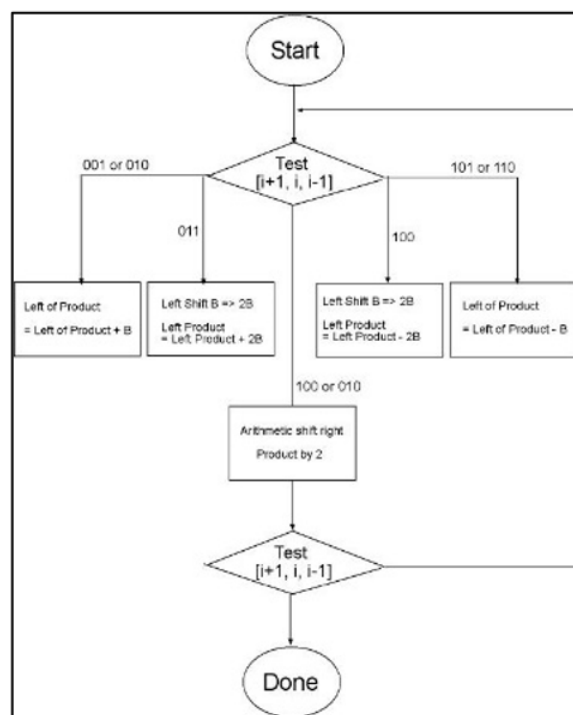 Start
Test
[i+1, i, i-1]
001 or 010
101 or 110
011
100
Left of Product
= Left of Product + B
Left Shift B => 2B
Left Product
= Left Product + 2B
Left Shift B => 2B
Left Product
= Left Product - 2B
Left of Product
= Left of Product - B
100 or 010
Arithmetic shift right
Product by 2
Test
[i+1, i, i-1]
Done